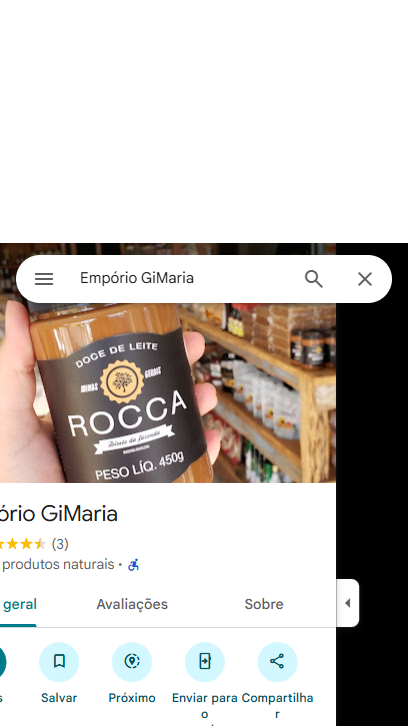 Empório GiMaria
DOCE DE LEITE
MINAS GERAIS
ROCCA
Direto da fazenda
PESO LÍQ. 450g
ório GiMaria
(3)
produtos naturais ·
geral
Avaliações
Sobre
s
Salvar
Próximo
Enviar para o
Compartilhar